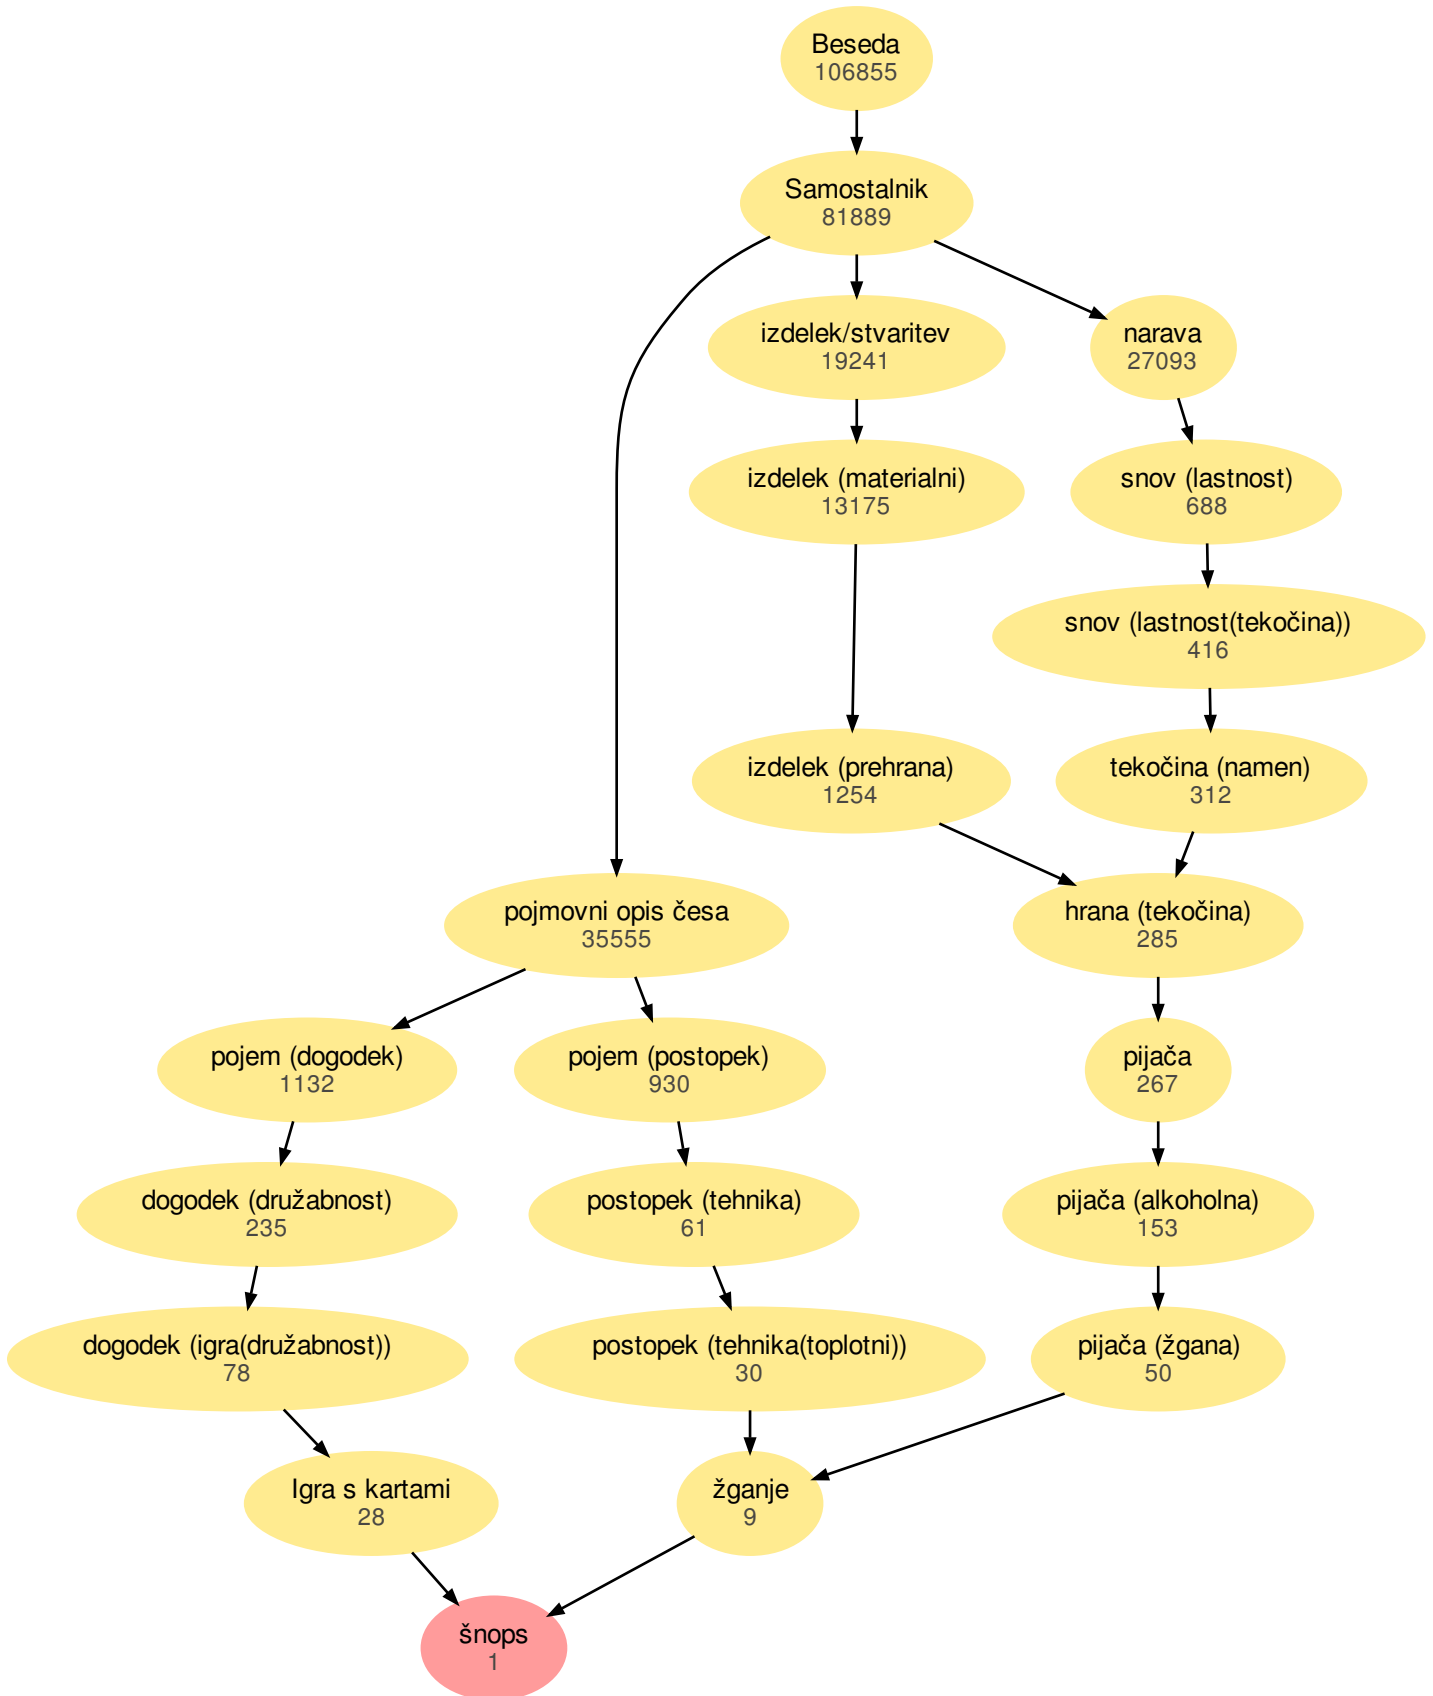 Beseda
106855
Samostalnik
81889
izdelek/stvaritev
19241
narava
27093
izdelek (materialni)
13175
snov (lastnost)
688
snov (lastnost(tekočina))
416
izdelek (prehrana)
1254
tekočina (namen)
312
pojmovni opis česa
35555
hrana (tekočina)
285
pojem (dogodek)
1132
pojem (postopek)
930
pijača
267
dogodek (družabnost)
235
postopek (tehnika)
61
pijača (alkoholna)
153
dogodek (igra(družabnost))
78
postopek (tehnika(toplotni))
30
pijača (žgana)
50
Igra s kartami
28
žganje
9
šnops
1